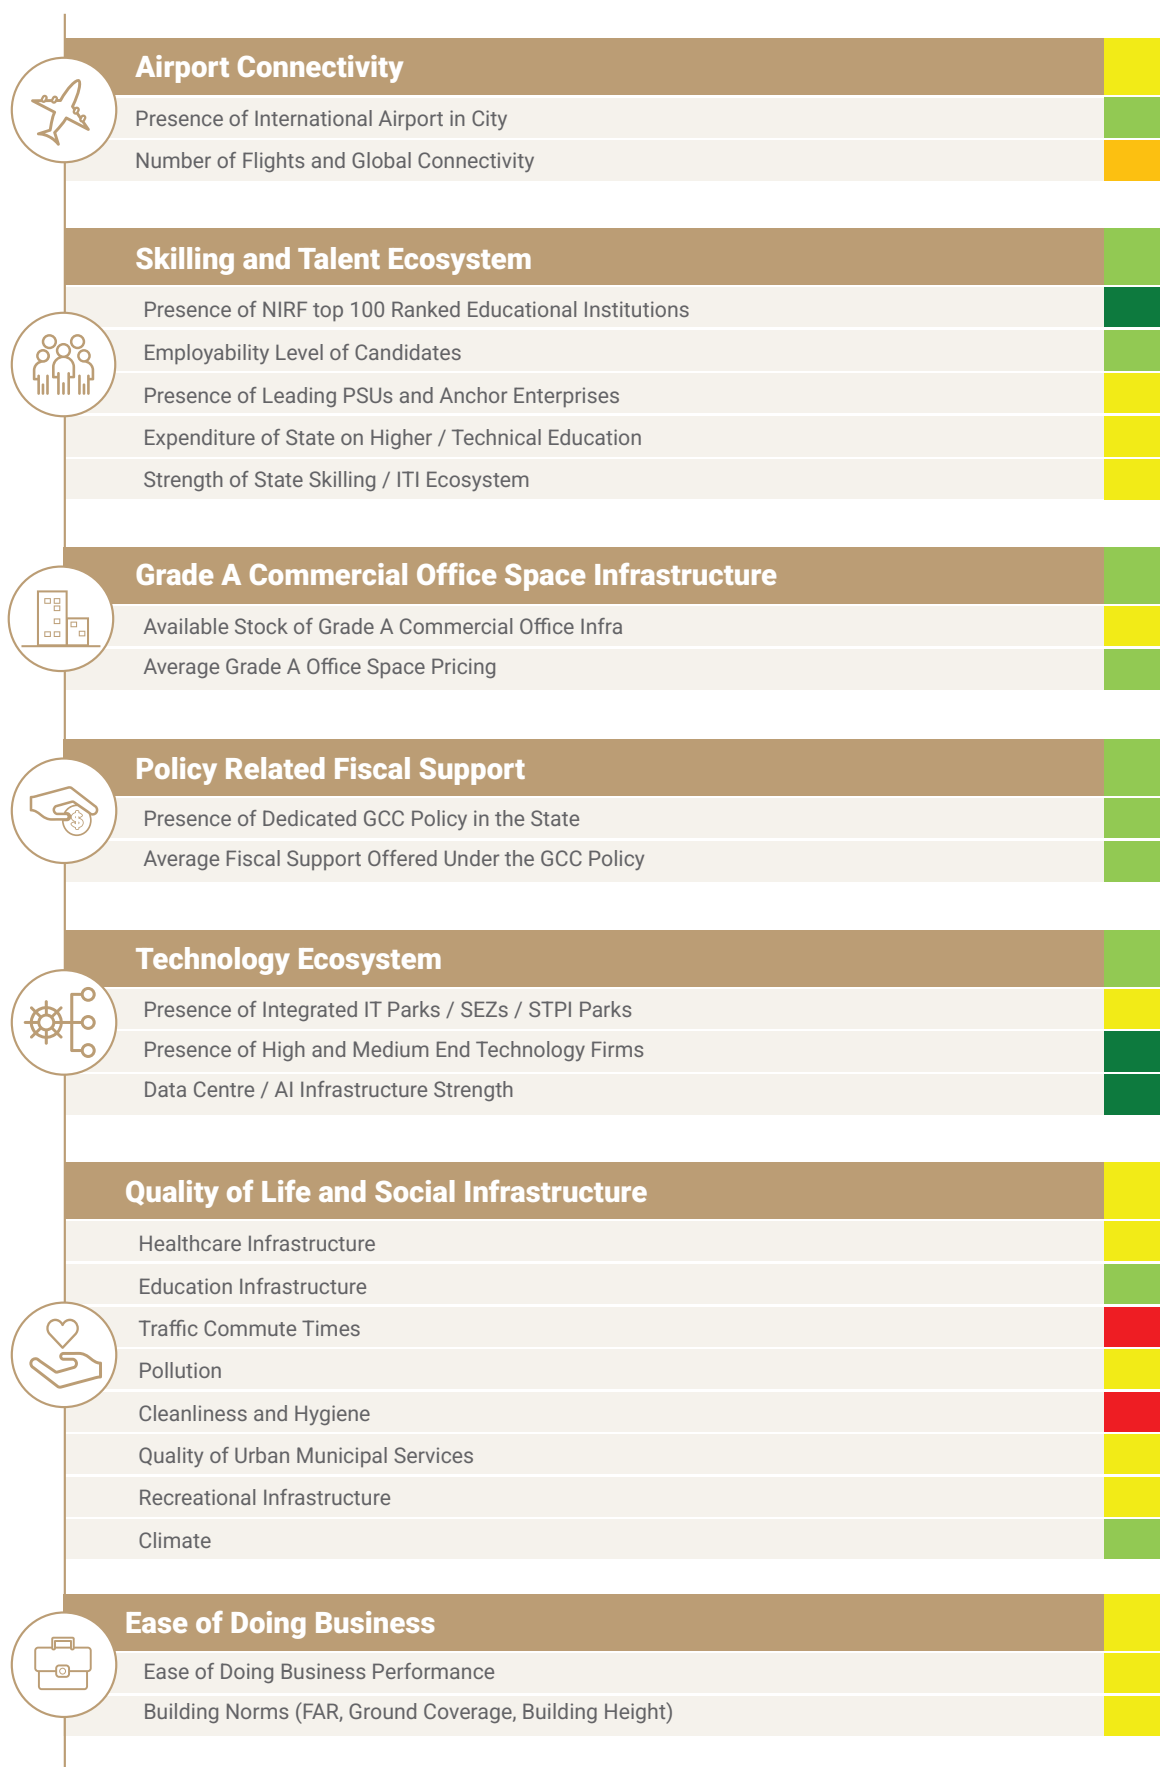 Airport Connectivity
Presence of International Airport in City
Number of Flights and Global Connectivity
Skilling and Talent Ecosystem
Presence of NIRF top 100 Ranked Educational Institutions
Employability Level of Candidates
Presence of Leading PSUs and Anchor Enterprises
Expenditure of State on Higher / Technical Education
Strength of State Skilling / ITI Ecosystem
Grade A Commercial Office Space Infrastructure
Available Stock of Grade A Commercial Office Infra
Average Grade A Office Space Pricing
Policy Related Fiscal Support
$
Presence of Dedicated GCC Policy in the State
Average Fiscal Support Offered Under the GCC Policy
Technology Ecosystem
Presence of Integrated IT Parks / SEZs / STPI Parks
Presence of High and Medium End Technology Firms
Data Centre / AI Infrastructure Strength
Quality of Life and Social Infrastructure
Healthcare Infrastructure
Education Infrastructure
Traffic Commute Times
Pollution
Cleanliness and Hygiene
Quality of Urban Municipal Services
Recreational Infrastructure
Climate
Ease of Doing Business
Ease of Doing Business Performance
Building Norms (FAR, Ground Coverage, Building Height)